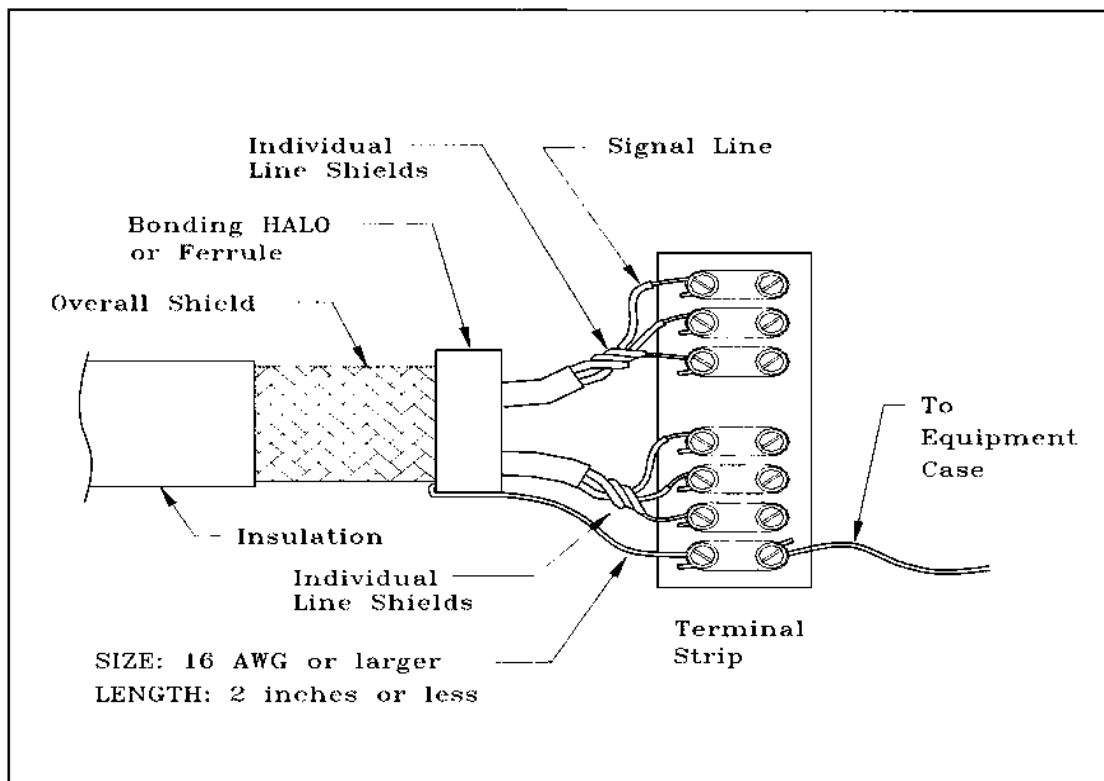 Individual
Line Shields
Signal Line
Bonding HALO
or Ferrule
Overall Shield
To
Equipment
Case
Insulation
Individual
Line Shields
Terminal
Strip
SIZE: 16 AWG or larger
LENGTH: 2 inches or less